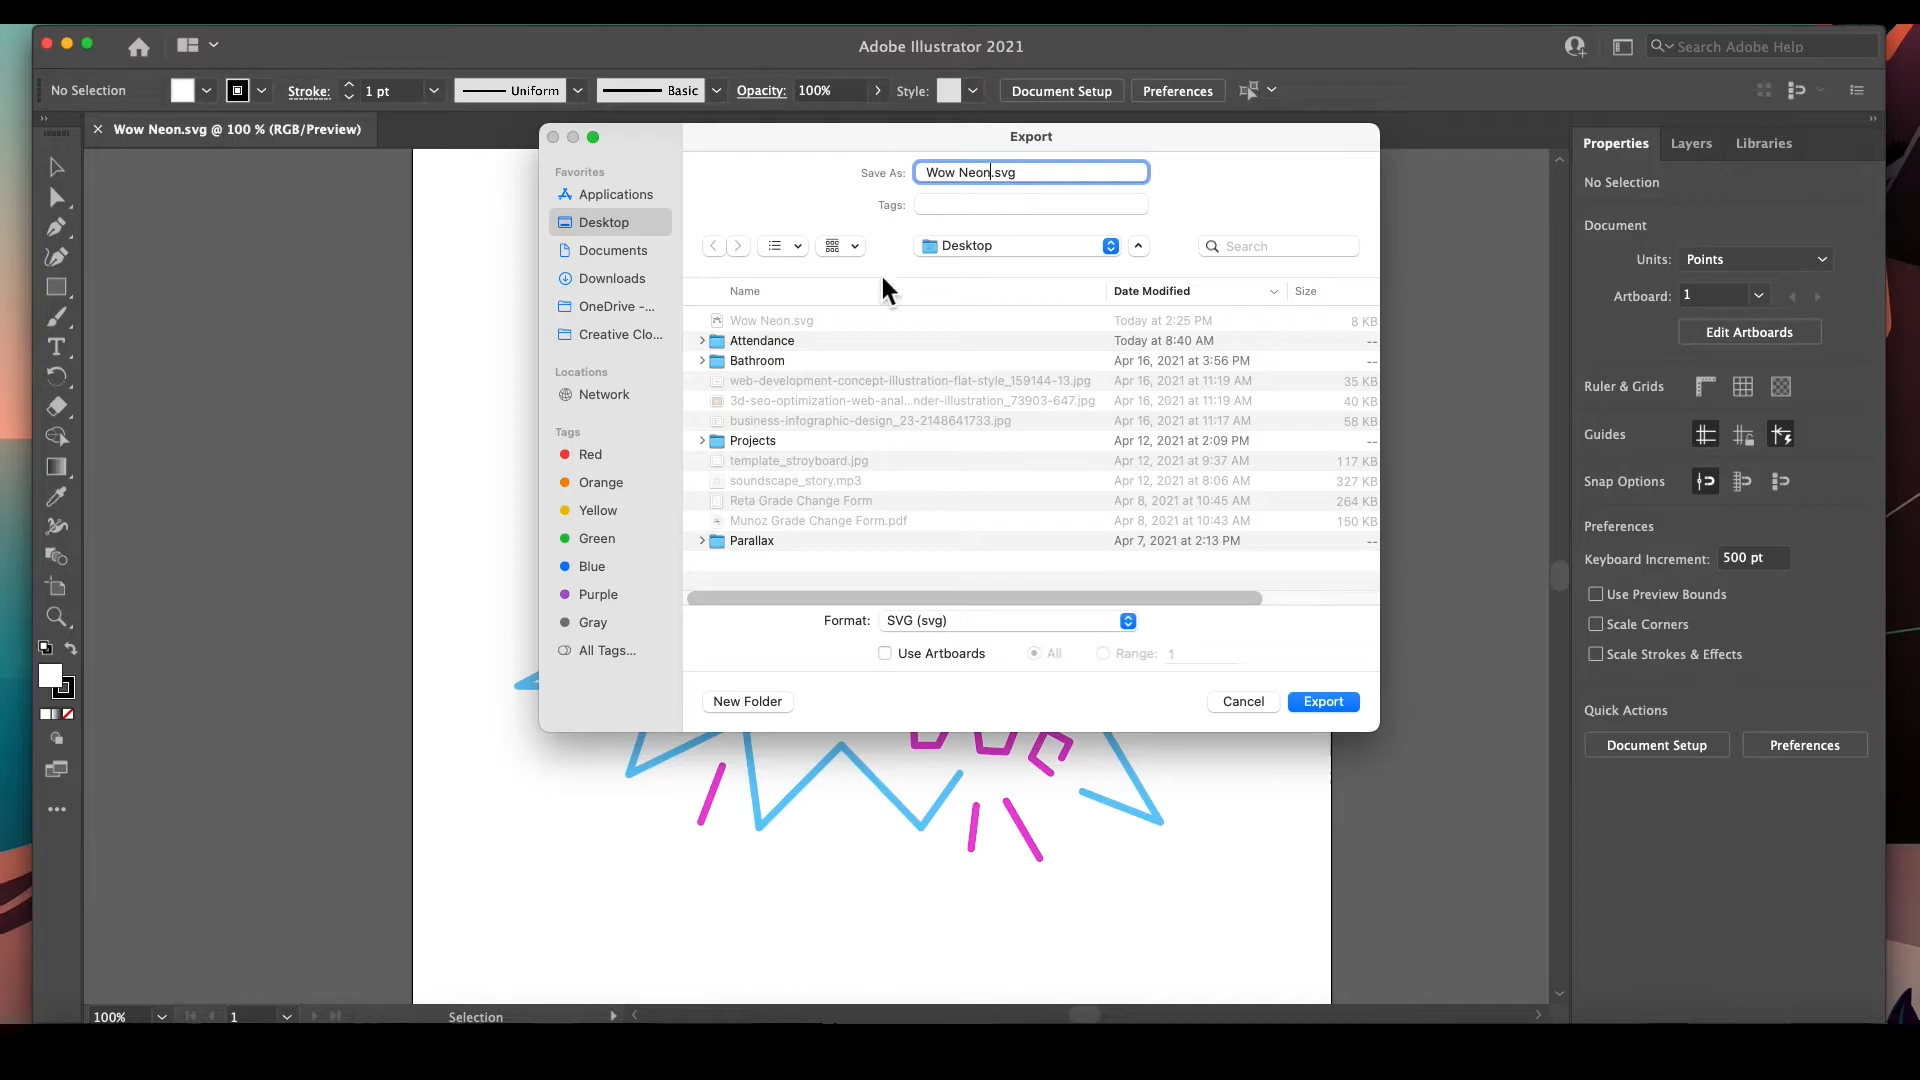 Adobe Illustrator 2021
Search Adobe Help
No Selection
Stroke:
1 pt
Uniform
Basic
Opacity:
100%
Style:
Document Setup
Preferences
Wow Neon.svg @ 100 % (RGB/Preview)
Export
Favorites
Applications
Desktop
Documents
Downloads
OneDrive -...
Creative Clo...
Locations
Network
Tags
Red
Orange
Yellow
Green
Blue
Purple
Gray
All Tags...
Save As:
Wow Neon.svg
Tags:
Desktop
Search
Name
Date Modified
Size
Wow Neon.svg Today at 2:25 PM 8 KB
Attendance Today at 8:40 AM --
Bathroom Apr 16, 2021 at 3:56 PM --
web-development-concept-illustration-flat-style_159144-13.jpg Apr 16, 2021 at 11:19 AM 35 KB
3d-seo-optimization-web-anal...nder-illustration_73903-647.jpg Apr 16, 2021 at 11:19 AM 40 KB
business-infographic-design_23-2148641733.jpg Apr 16, 2021 at 11:17 AM 58 KB
Projects Apr 12, 2021 at 2:09 PM --
template_stroyboard.jpg Apr 12, 2021 at 9:37 AM 117 KB
soundscape_story.mp3 Apr 12, 2021 at 8:06 AM 327 KB
Reta Grade Change Form Apr 8, 2021 at 10:45 AM 264 KB
Munoz Grade Change Form.pdf Apr 8, 2021 at 10:43 AM 150 KB
Parallax Apr 7, 2021 at 2:13 PM --
Format:
SVG (svg)
Use Artboards
All
Range:
1
New Folder
Cancel
Export
Properties
Layers
Libraries
No Selection
Document
Units:
Points
Artboard:
1
Edit Artboards
Ruler & Grids
Guides
Snap Options
Preferences
Keyboard Increment:
500 pt
Use Preview Bounds
Scale Corners
Scale Strokes & Effects
Quick Actions
Document Setup
Preferences
100%
1
Selection